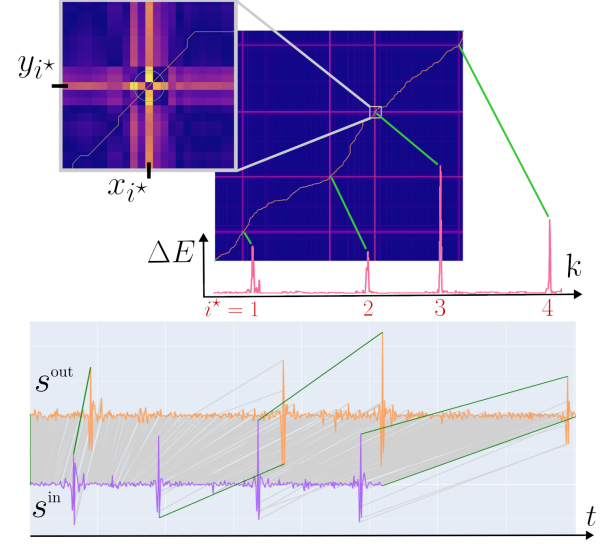 y_{i⋆}
x_{i⋆}
ΔE
k
i⋆ = 1
2
3
4
s^{out}
s^{in}
t